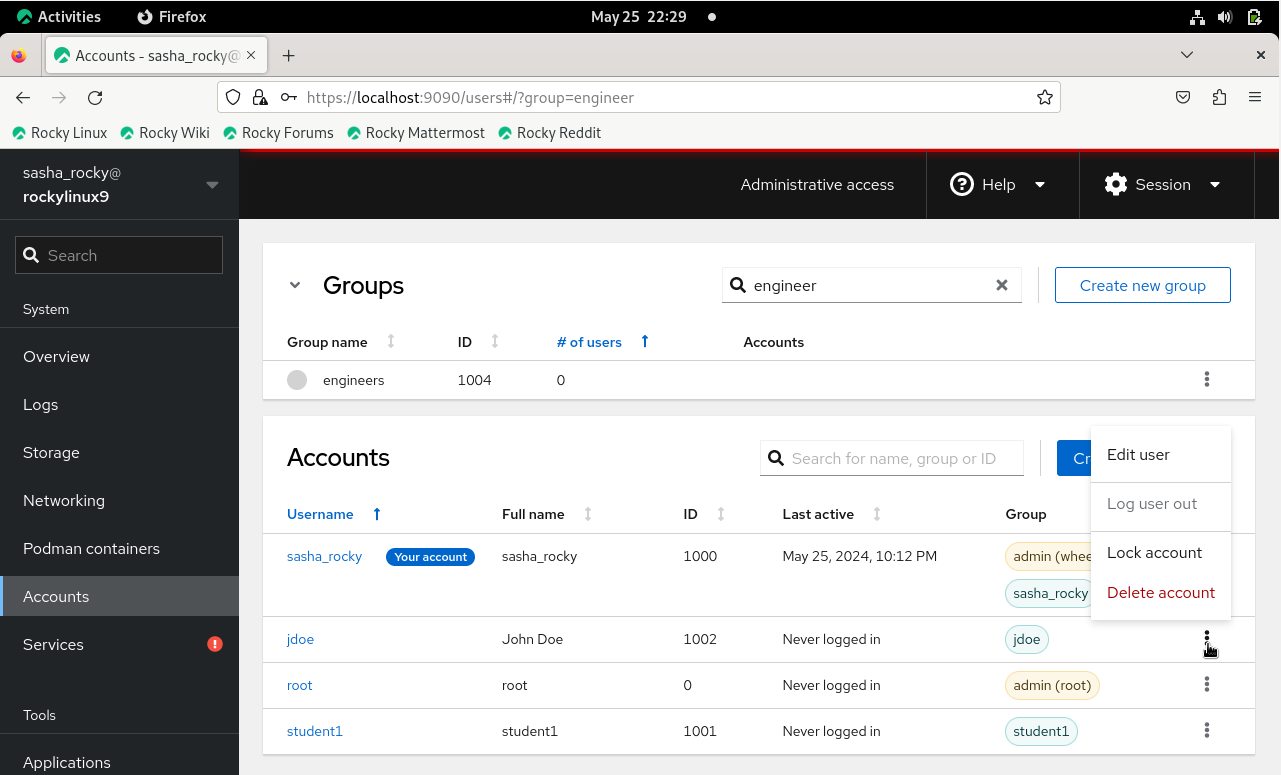 Activities Firefox May 25 22:29
Accounts - sasha_rocky@
https://localhost:9090/users#/?group=engineer
Rocky Linux Rocky Wiki Rocky Forums Rocky Mattermost Rocky Reddit
sasha_rocky@
rockylinux9
Administrative access Help Session
Search
System
Overview
Logs
Storage
Networking
Podman containers
Accounts
Services
Tools
Applications
Groups engineer Create new group
Group name ID # of users Accounts
engineers 1004 0
Accounts Search for name, group or ID Cr
Username Full name ID Last active Group
sasha_rocky Your account sasha_rocky 1000 May 25, 2024, 10:12 PM admin (whee
sasha_rocky
jdoe John Doe 1002 Never logged in jdoe
root root 0 Never logged in admin (root)
student1 student1 1001 Never logged in student1
Edit user
Log user out
Lock account
Delete account